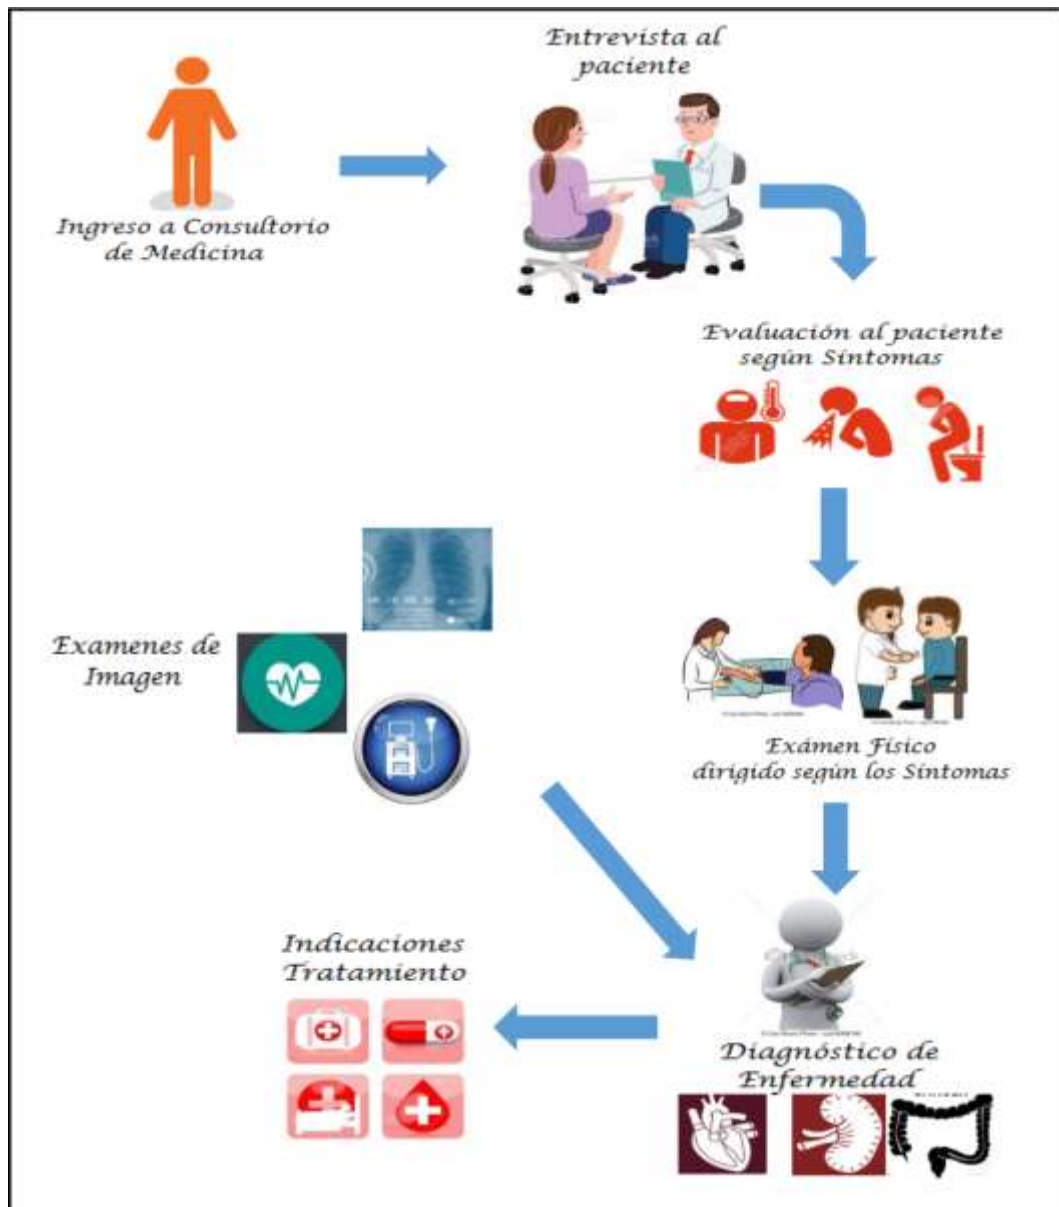 Entrevista al
paciente
Ingreso a Consultorio
de Medicina
Evaluación al paciente
según Síntomas
Examenes de
Imagen
Exámen Físico
dirigido según los Síntomas
Indicaciones
Tratamiento
Diagnóstico de
Enfermedad